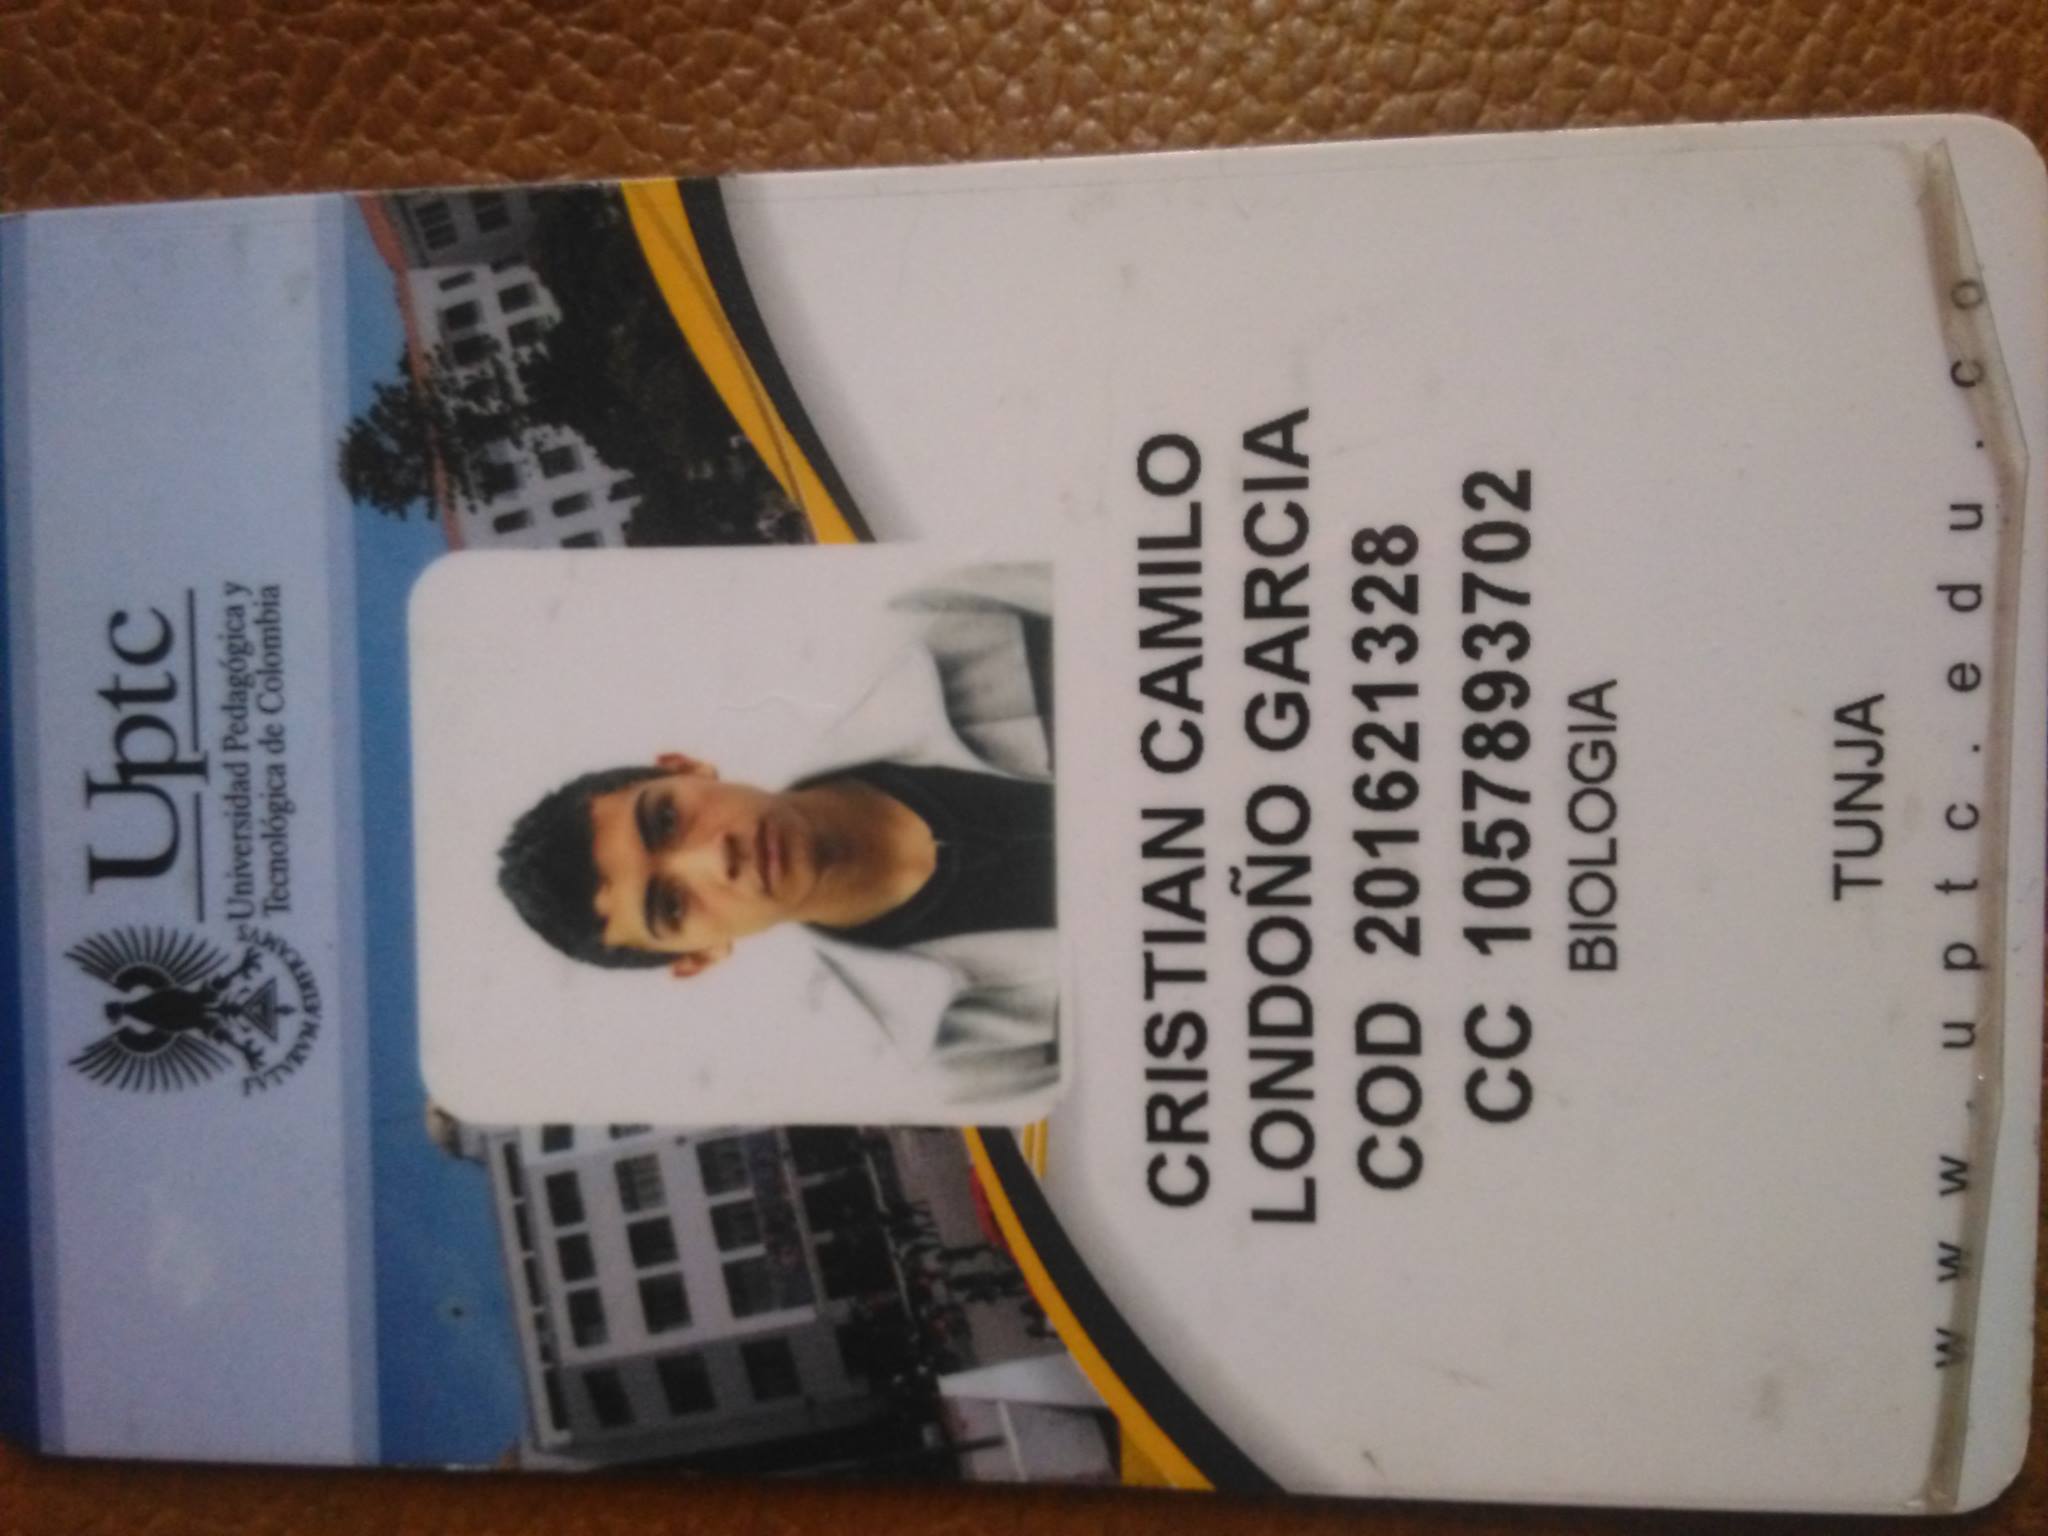 Uptc
Universidad Pedagógica y
Tecnológica de Colombia
FVTVRVM ÆDIFICAMVS
CRISTIAN CAMILO
LONDOÑO GARCIA
COD 201621328
CC 1057893702
BIOLOGIA
TUNJA
www.uptc.edu.co